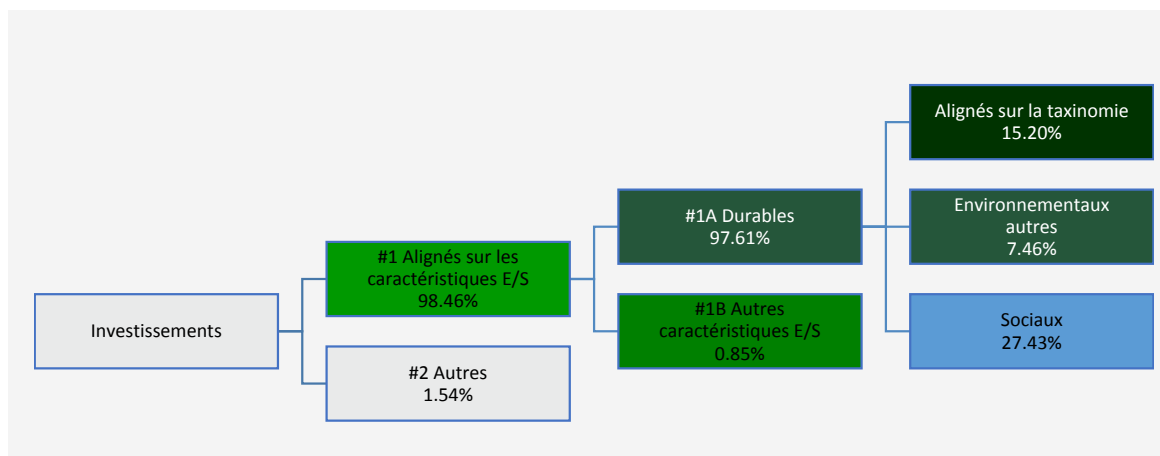 Investissements
#1 Alignés sur les
caractéristiques E/S
98.46%
#2 Autres
1.54%
#1A Durables
97.61%
#1B Autres
caractéristiques E/S
0.85%
Alignés sur la taxinomie
15.20%
Environnementaux
autres
7.46%
Sociaux
27.43%